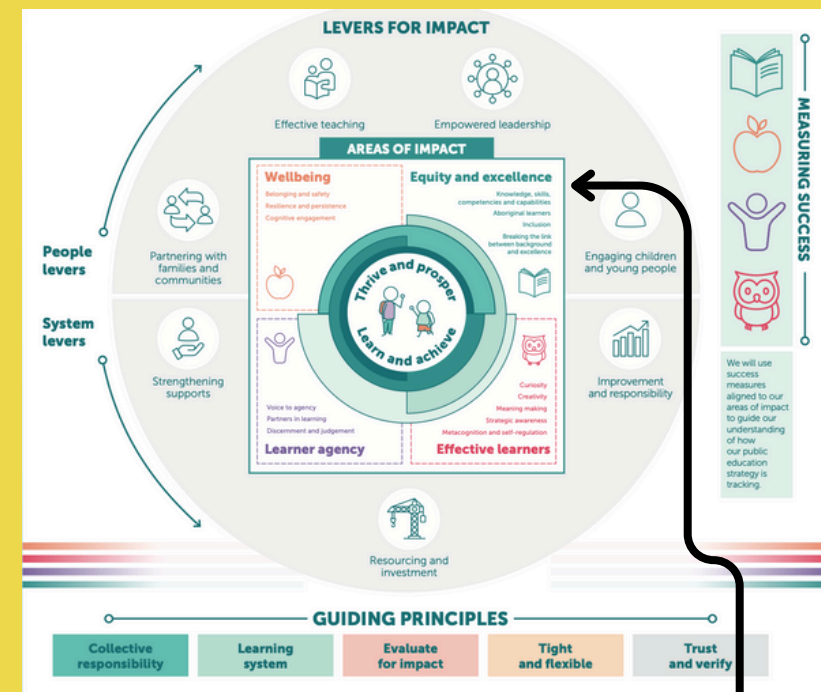 LEVERS FOR IMPACT
Effective teaching
Empowered leadership
AREAS OF IMPACT
Wellbeing
Belonging and safety
Resilience and persistence
Cognitive engagement
Equity and excellence
Knowledge, skills,
competencies and capabilities
Aboriginal learners
Inclusion
Breaking the link
between background
and excellence
People
levers
Partnering with
families and
communities
Engaging children
and young people
Thrive and prosper
Learn and achieve
System
levers
Strengthening
supports
Improvement
and responsibility
Voice to agency
Partners in learning
Discernment and judgement
Learner agency
Curiosity
Creativity
Meaning making
Strategic awareness
Metacognition and self-regulation
Effective learners
Resourcing and
investment
MEASURING SUCCESS
We will use
success
measures
aligned to our
areas of impact
to guide our
understanding
of how
our public
education
strategy is
tracking.
GUIDING PRINCIPLES
Collective
responsibility
Learning
system
Evaluate
for impact
Tight
and flexible
Trust
and verify